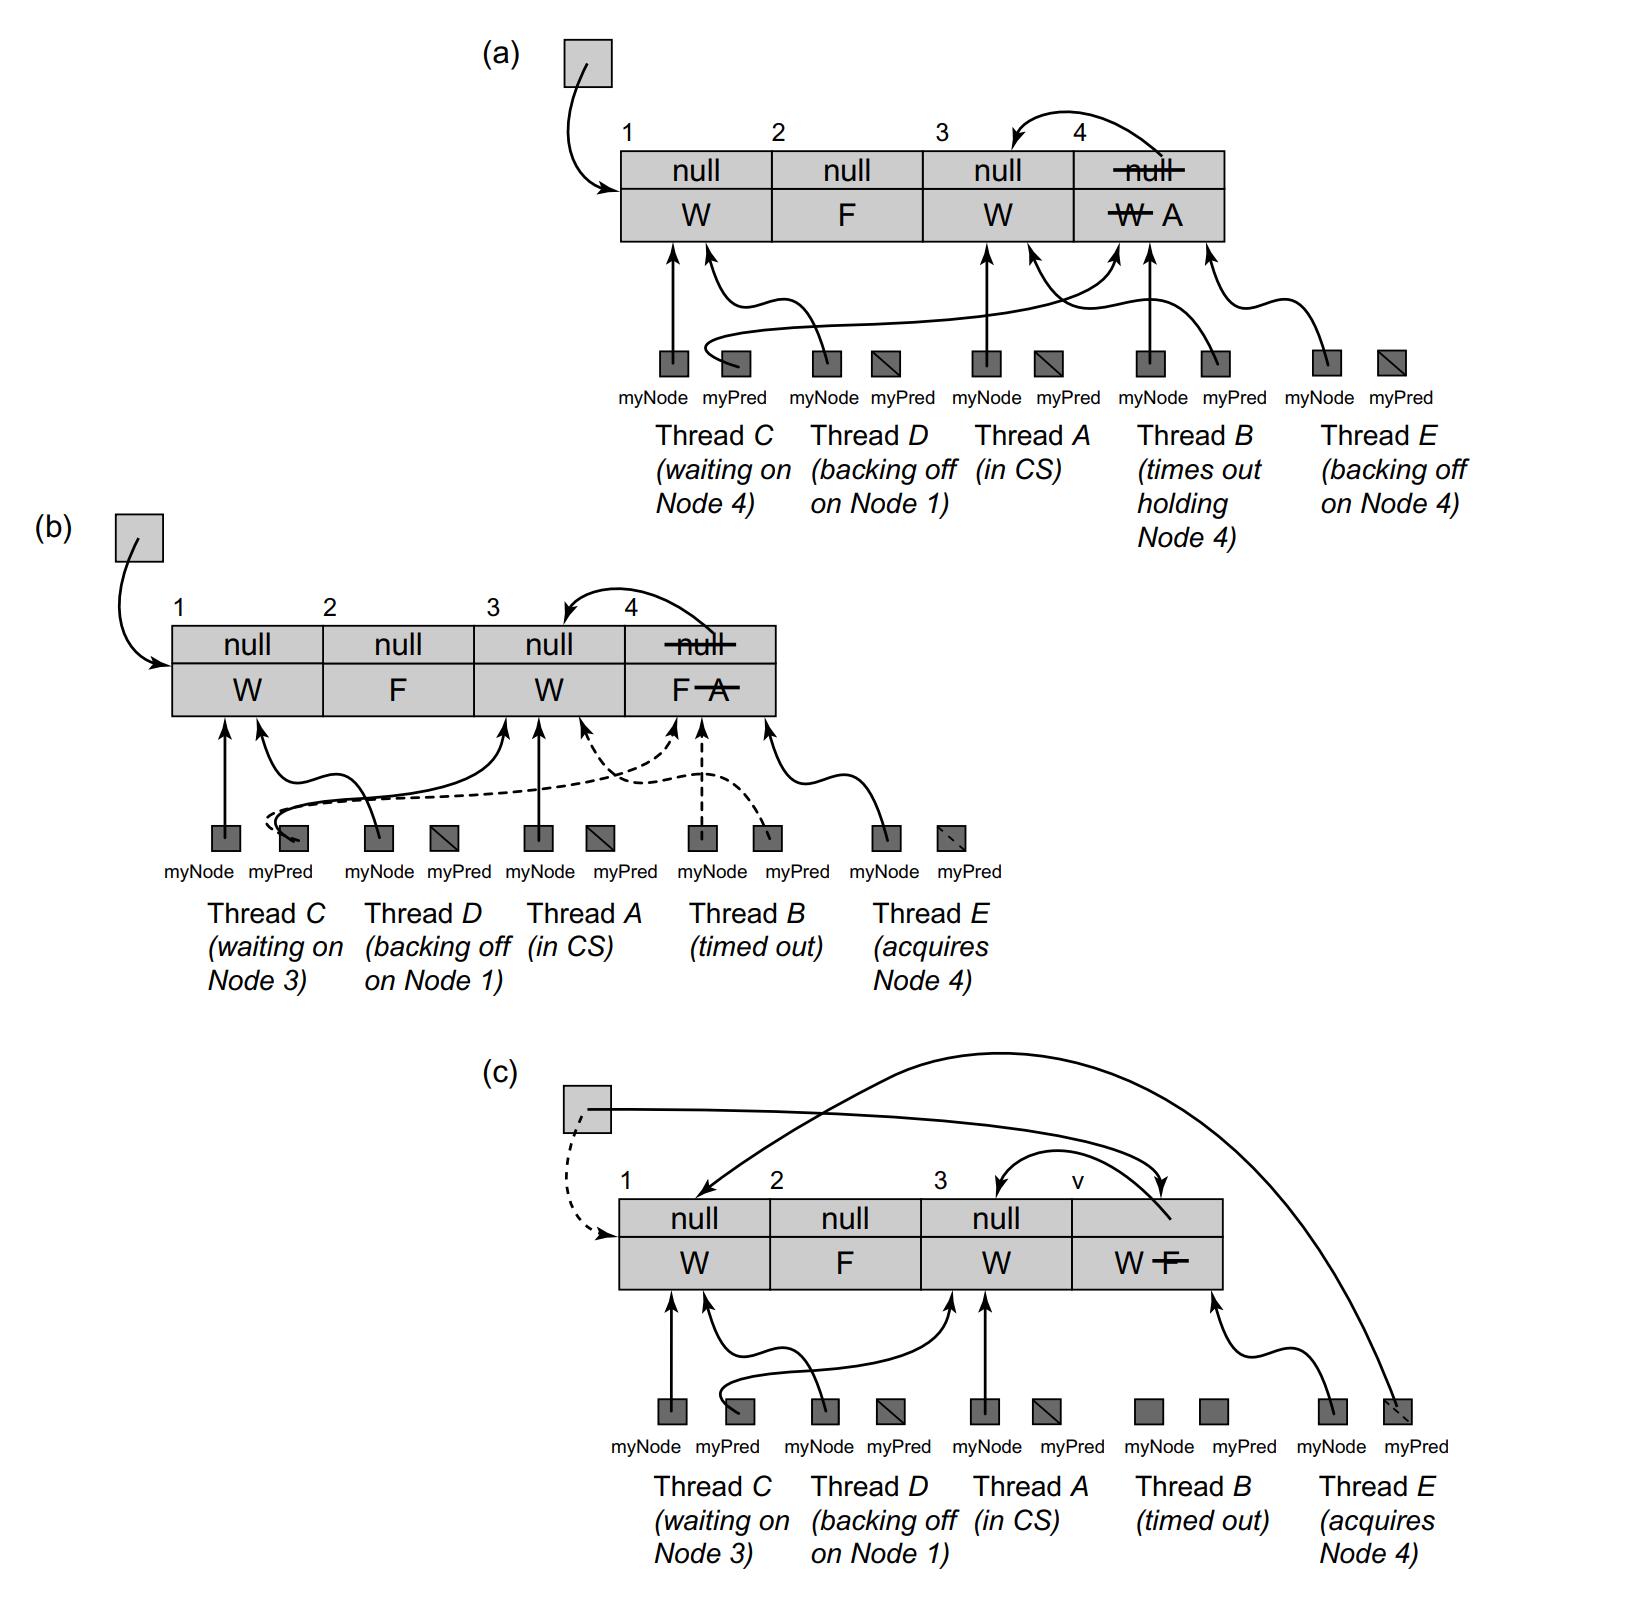 (a)
1 2 3 4
null null null null
W F W W A
myNode myPred myNode myPred myNode myPred myNode myPred myNode myPred
Thread C Thread D Thread A Thread B Thread E
(waiting on (backing off (in CS) (times out (backing off
Node 4) on Node 1) holding on Node 4)
Node 4)
(b)
1 2 3 4
null null null null
W F W F A
myNode myPred myNode myPred myNode myPred myNode myPred myNode myPred
Thread C Thread D Thread A Thread B Thread E
(waiting on (backing off (in CS) (timed out) (acquires
Node 3) on Node 1) Node 4)
(c)
1 2 3 v
null null null
W F W W F
myNode myPred myNode myPred myNode myPred myNode myPred myNode myPred
Thread C Thread D Thread A Thread B Thread E
(waiting on (backing off (in CS) (timed out) (acquires
Node 3) on Node 1) Node 4)